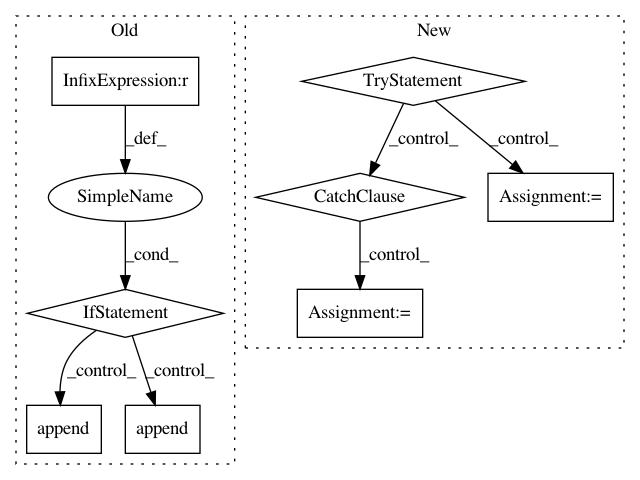 Old
New
InfixExpression:r
TryStatement
_def_
_control_
_control_
SimpleName
CatchClause
Assignment:=
_cond_
_control_
IfStatement
Assignment:=
_control_
_control_
append
append